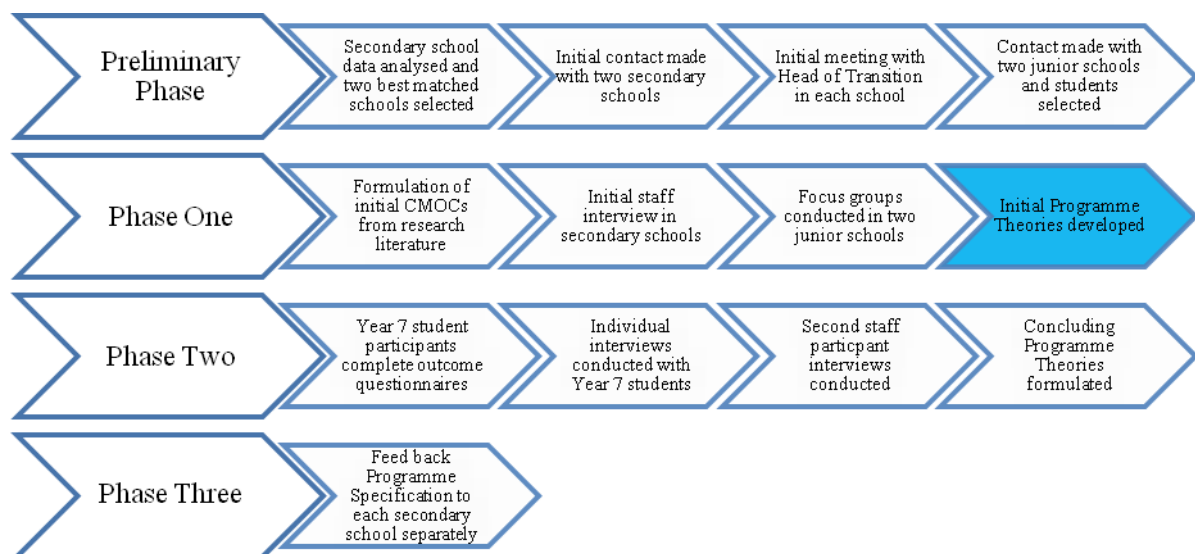 Preliminary
Phase
Secondary school
data analysed and
two best matched
schools selected
Initial contact made
with two secondary
schools
Initial meeting with
Head of Transition
in each school
Contact made with
two junior schools
and students
selected
Phase One
Formulation of
initial CMOCs
from research
literature
Initial staff
interview in
secondary schools
Focus groups
conducted in two
junior schools
Initial Programme
Theories developed
Phase Two
Year 7 student
participants
complete outcome
questionnaires
Individual
interviews
conducted with
Year 7 students
Second staff
particpant
interviews
conducted
Concluding
Programme
Theories
formulated
Phase Three
Feed back
Programme
Specification to
each secondary
school separately